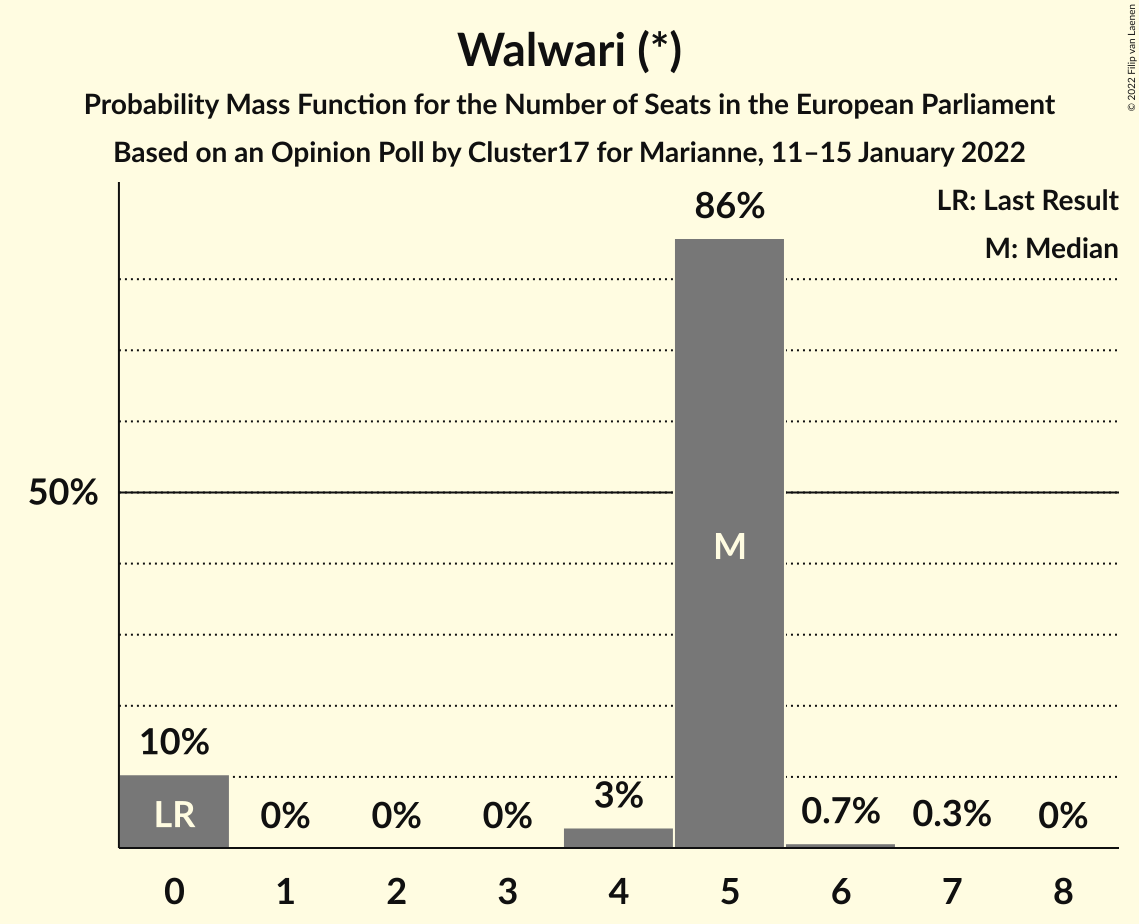 Walwari (*)
Probability Mass Function for the Number of Seats in the European Parliament
Based on an Opinion Poll by Cluster17 for Marianne, 11–15 January 2022
© 2022 Filip van Laenen
LR: Last Result
M: Median
86%
50%
M
10%
LR
0%
0%
0%
3%
0.7%
0.3%
0%
0 1 2 3 4 5 6 7 8